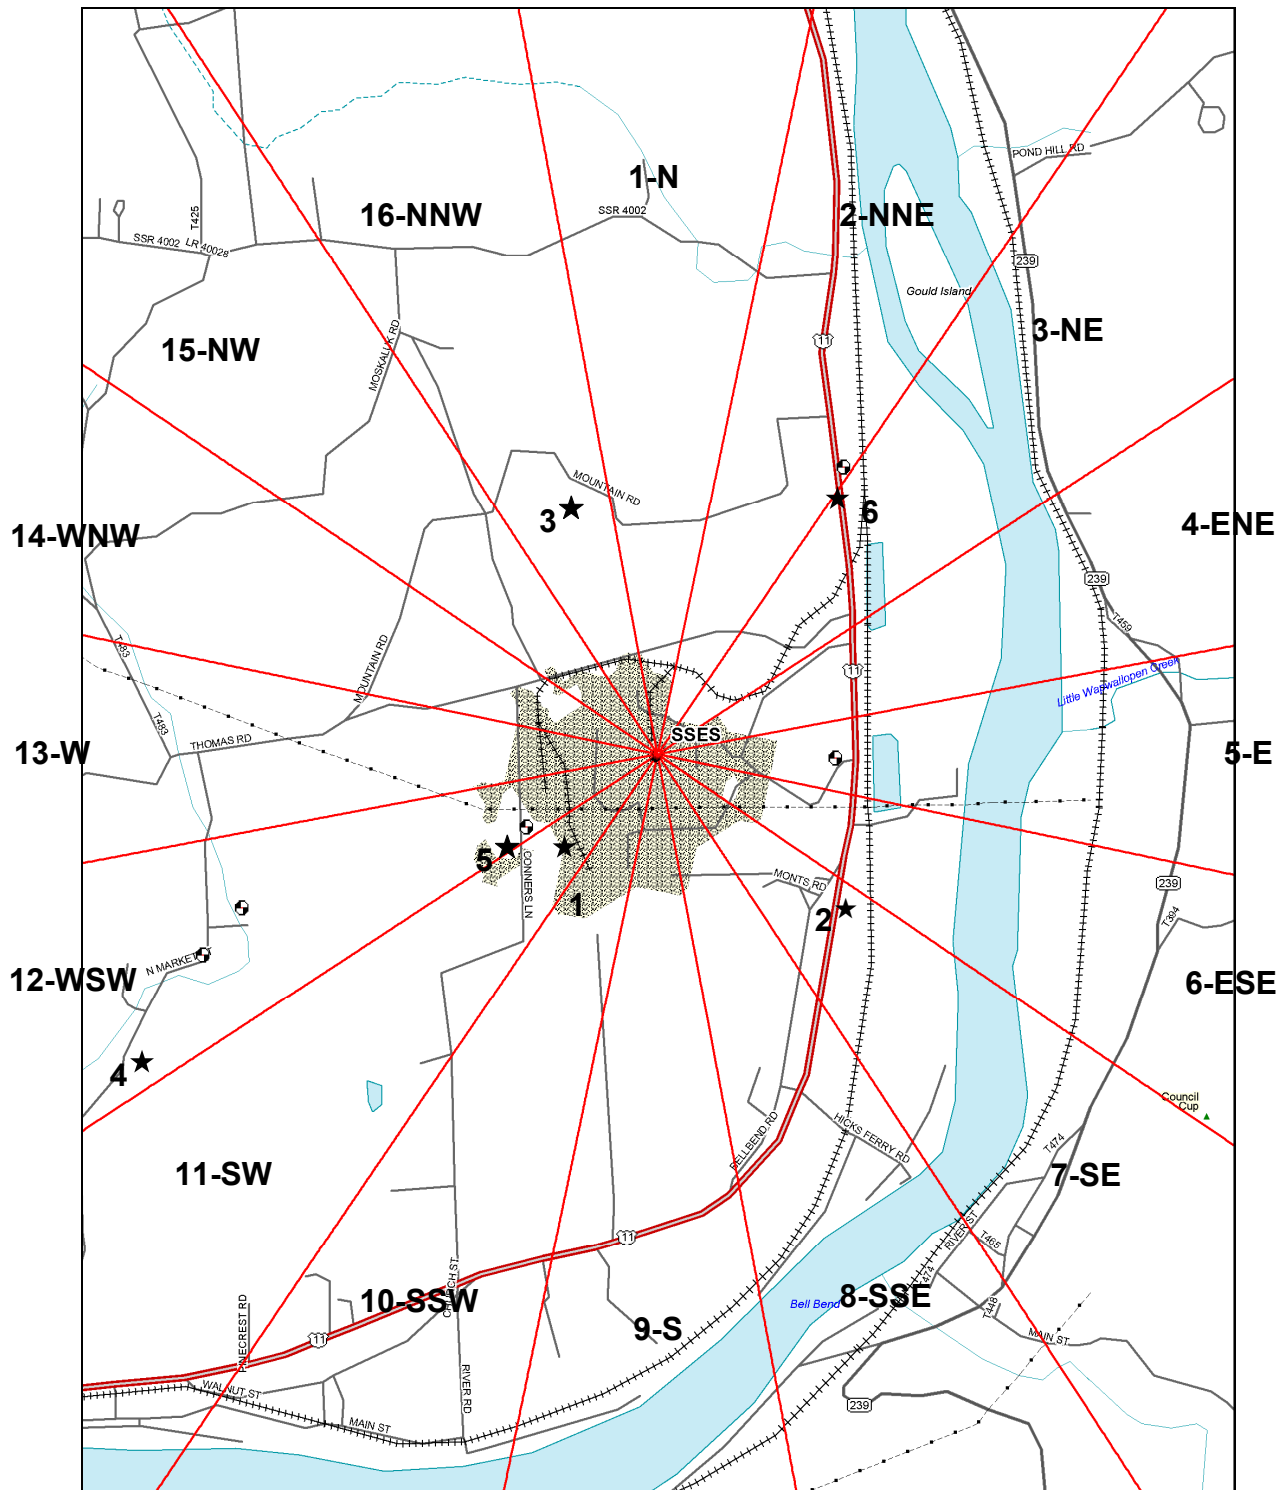 POND HILL RD
1-N
16-NNW
SSR 4002
2-NNE
T425
SSR 4002
LR 40028
239
Gould Island
3-NE
11
15-NW
MOSKALUK RD
MOUNTAIN RD
3
6
4-ENE
14-WNW
239
T459
T483
MOUNTAIN RD
11
Little Wapwallopen Creek
T483
SSES
THOMAS RD
13-W
5-E
5
CONNERS LN
MONTS RD
239
1
2
T394
N MARKET
12-WSW
6-ESE
4
Council
Cup
BELLBEND RD
HICKS FERRY RD
T474
11-SW
7-SE
RIVER ST
11
T465
T474
CHURCH ST
10-SSW
8-SSE
Bell Bend
T448
PINECREST RD
9-S
11
MAIN ST
WALNUT ST
RIVER RD
239
MAIN ST